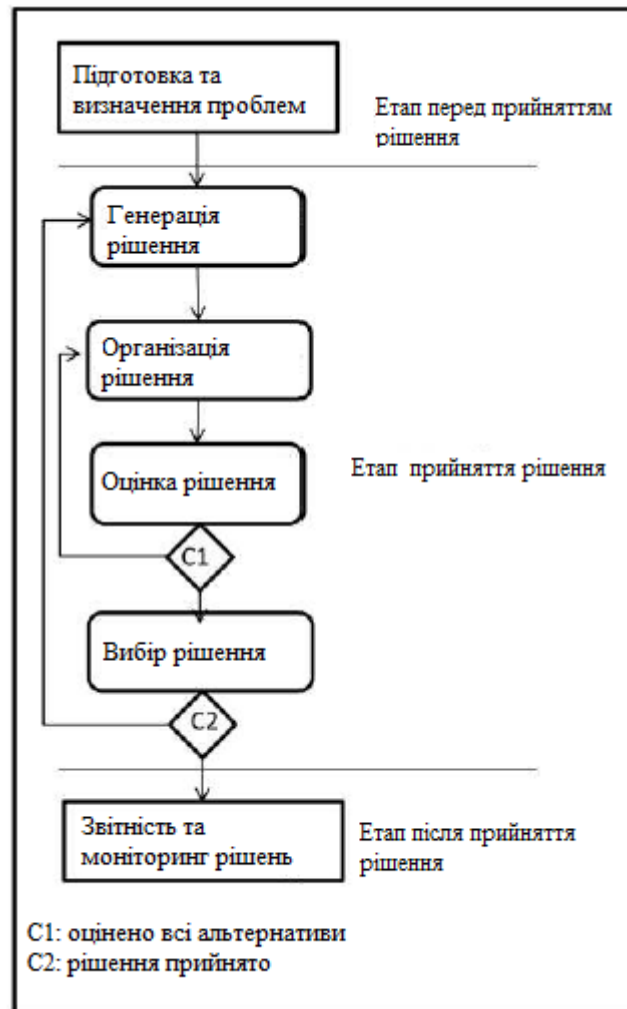 Підготовка та
визначення проблем
Етап перед прийняттям
рішення
Генерація
рішення
Організація
рішення
Оцінка рішення
Етап прийняття рішення
C1
Вибір рішення
C2
Звітність та
моніторинг рішень
Етап після прийняття
рішення
C1: оцінено всі альтернативи
C2: рішення прийнято